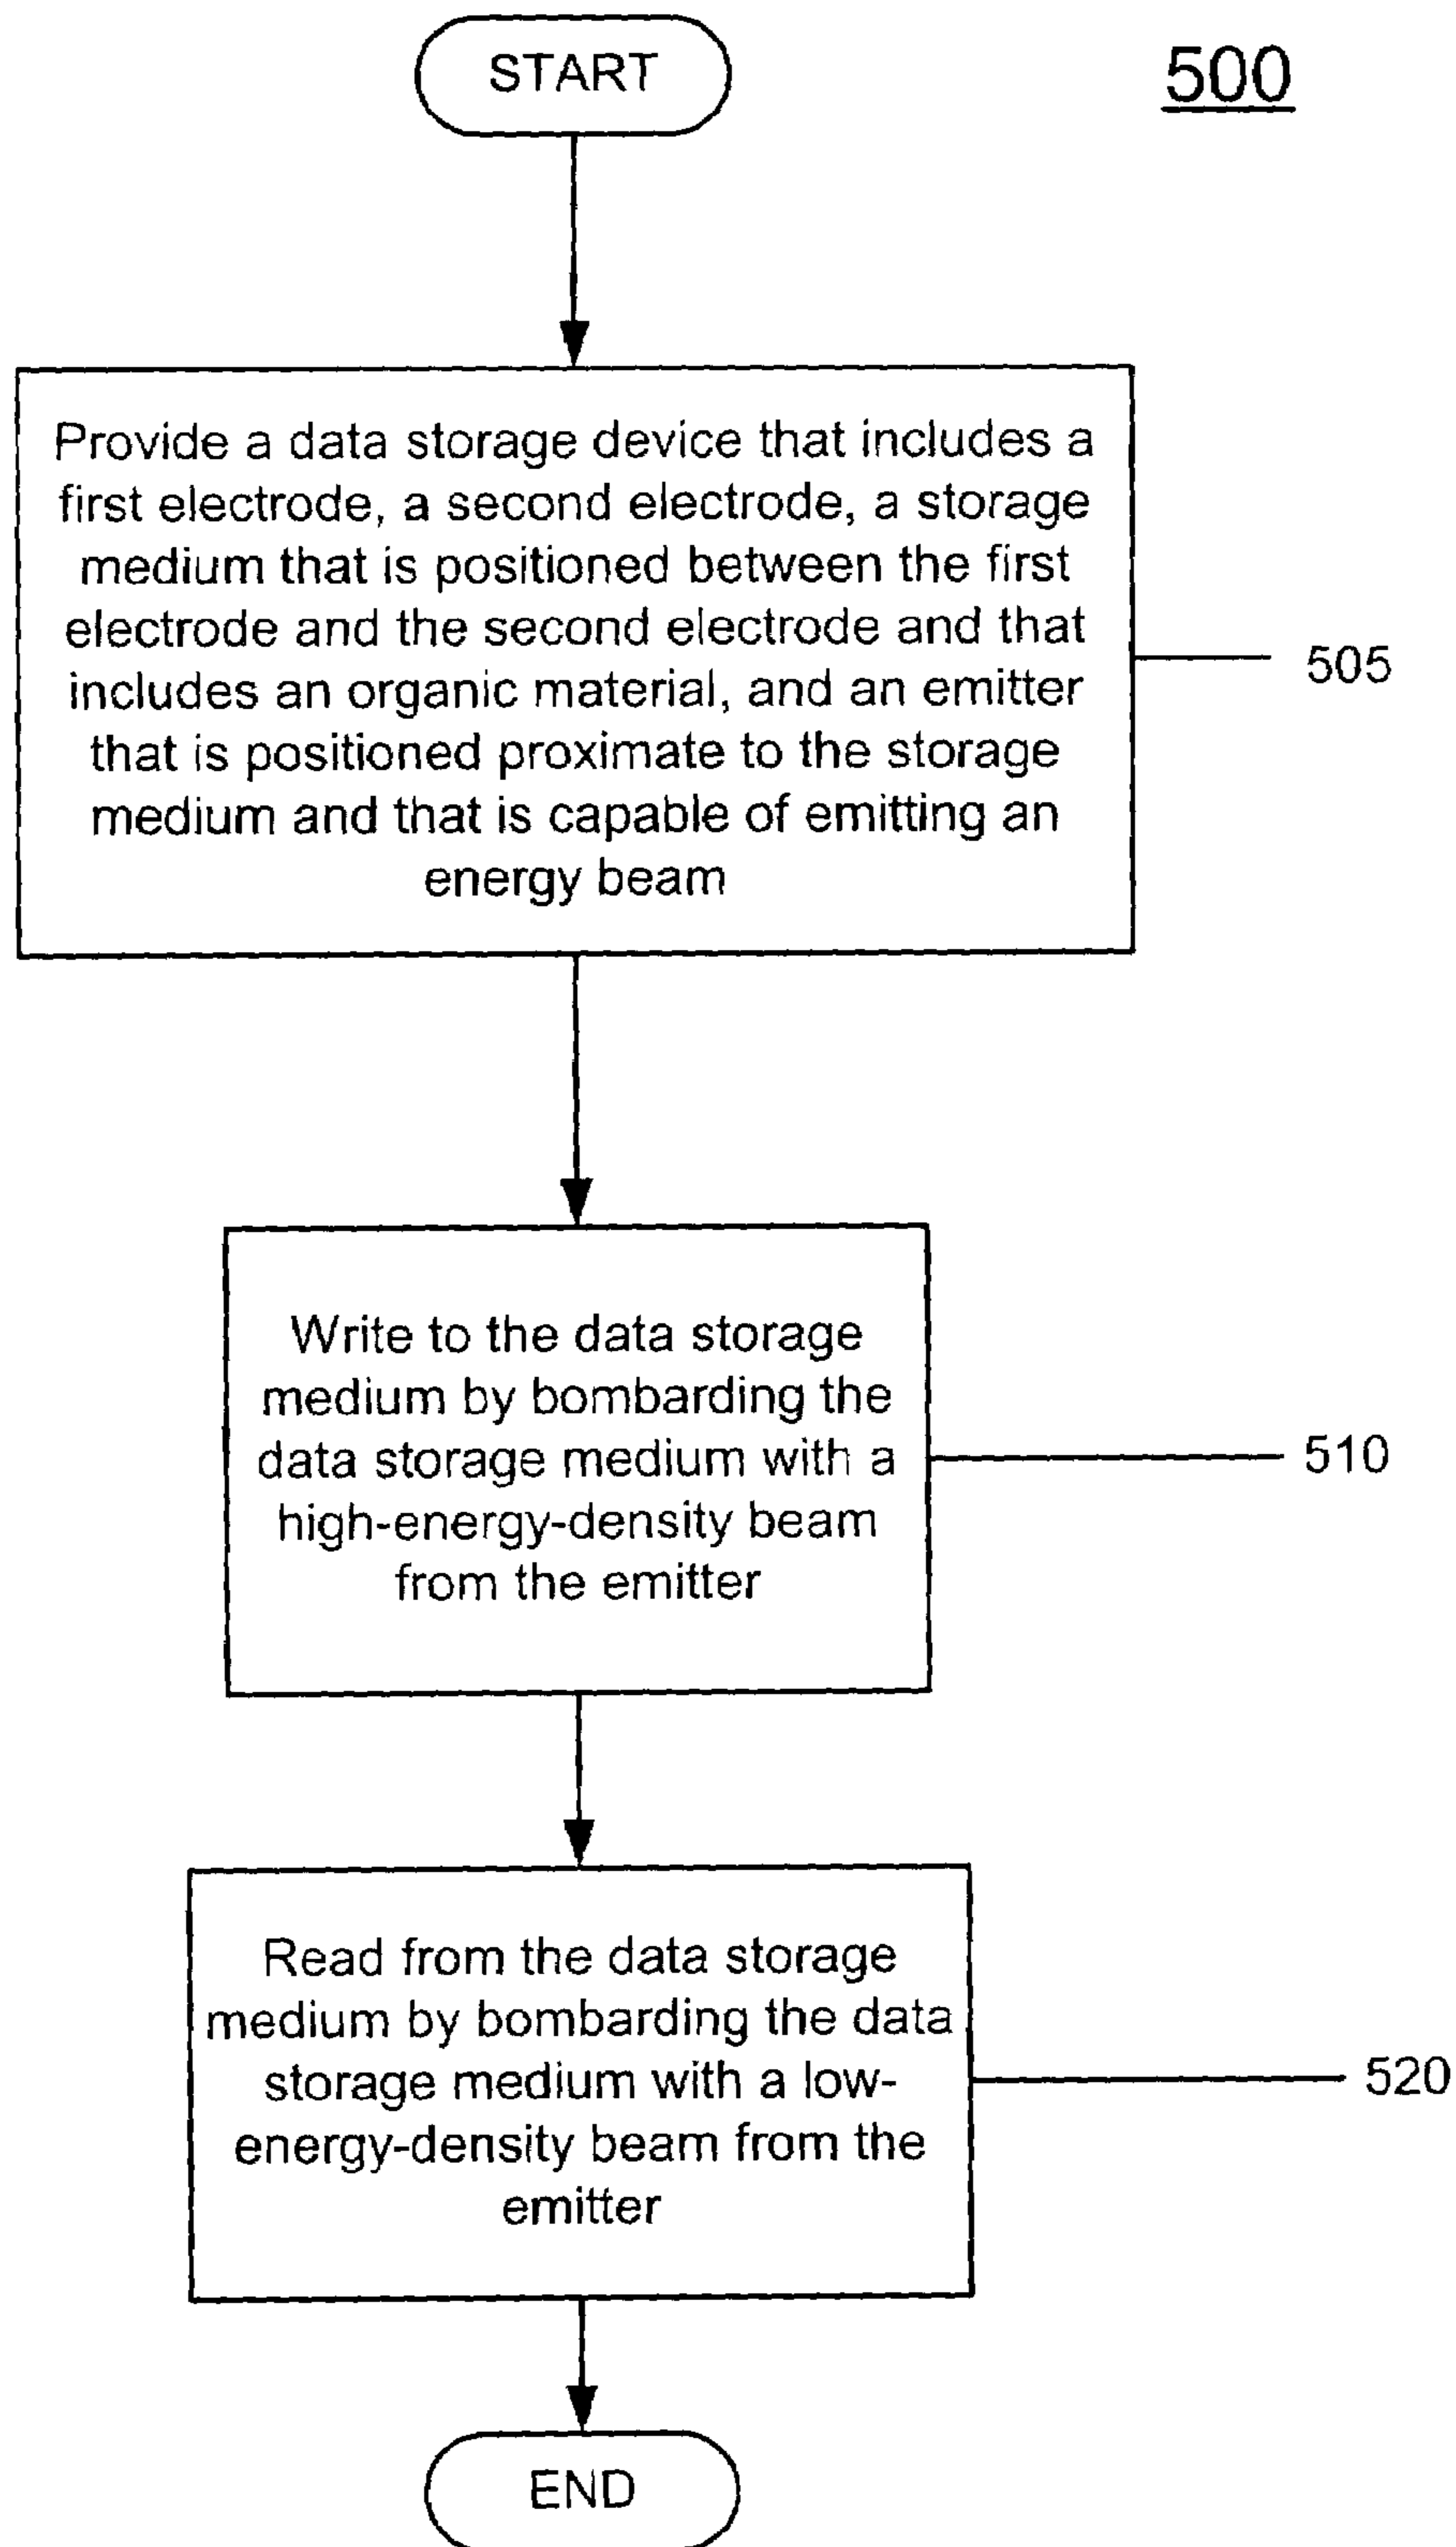 START
500
Provide a data storage device that includes a
first electrode, a second electrode, a storage
medium that is positioned between the first
electrode and the second electrode and that
includes an organic material, and an emitter
that is positioned proximate to the storage
medium and that is capable of emitting an
energy beam
505
Write to the data storage
medium by bombarding the
data storage medium with a
high-energy-density beam
from the emitter
510
Read from the data storage
medium by bombarding the data
storage medium with a low-
energy-density beam from the
emitter
520
END